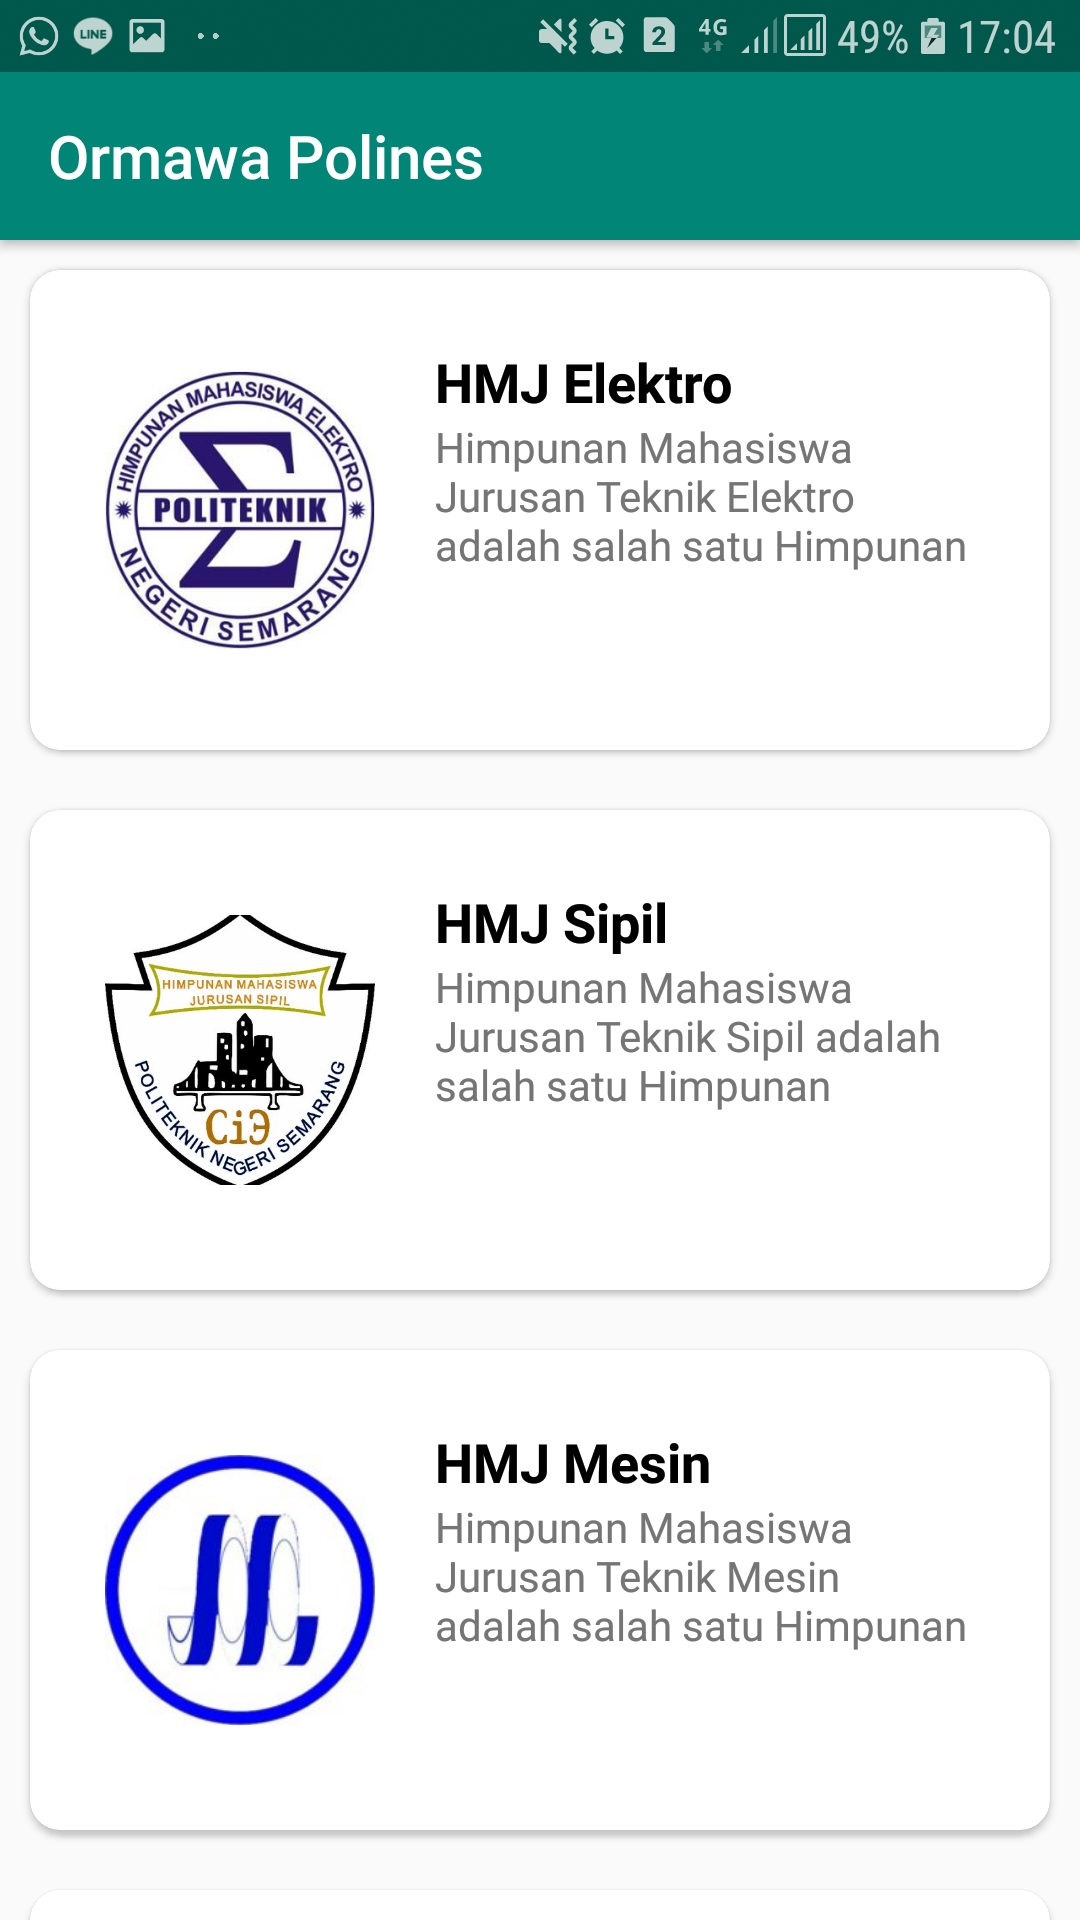 LINE
2
4G
49%
17:04
Ormawa Polines
HIMPUNAN MAHASISWA ELEKTRO
POLITEKNIK
NEGERI SEMARANG
HMJ Elektro
Himpunan Mahasiswa
Jurusan Teknik Elektro
adalah salah satu Himpunan
HIMPUNAN MAHASISWA
JURUSAN SIPIL
POLITEKNIK NEGERI SEMARANG
HMJ Sipil
Himpunan Mahasiswa
Jurusan Teknik Sipil adalah
salah satu Himpunan
HMJ Mesin
Himpunan Mahasiswa
Jurusan Teknik Mesin
adalah salah satu Himpunan